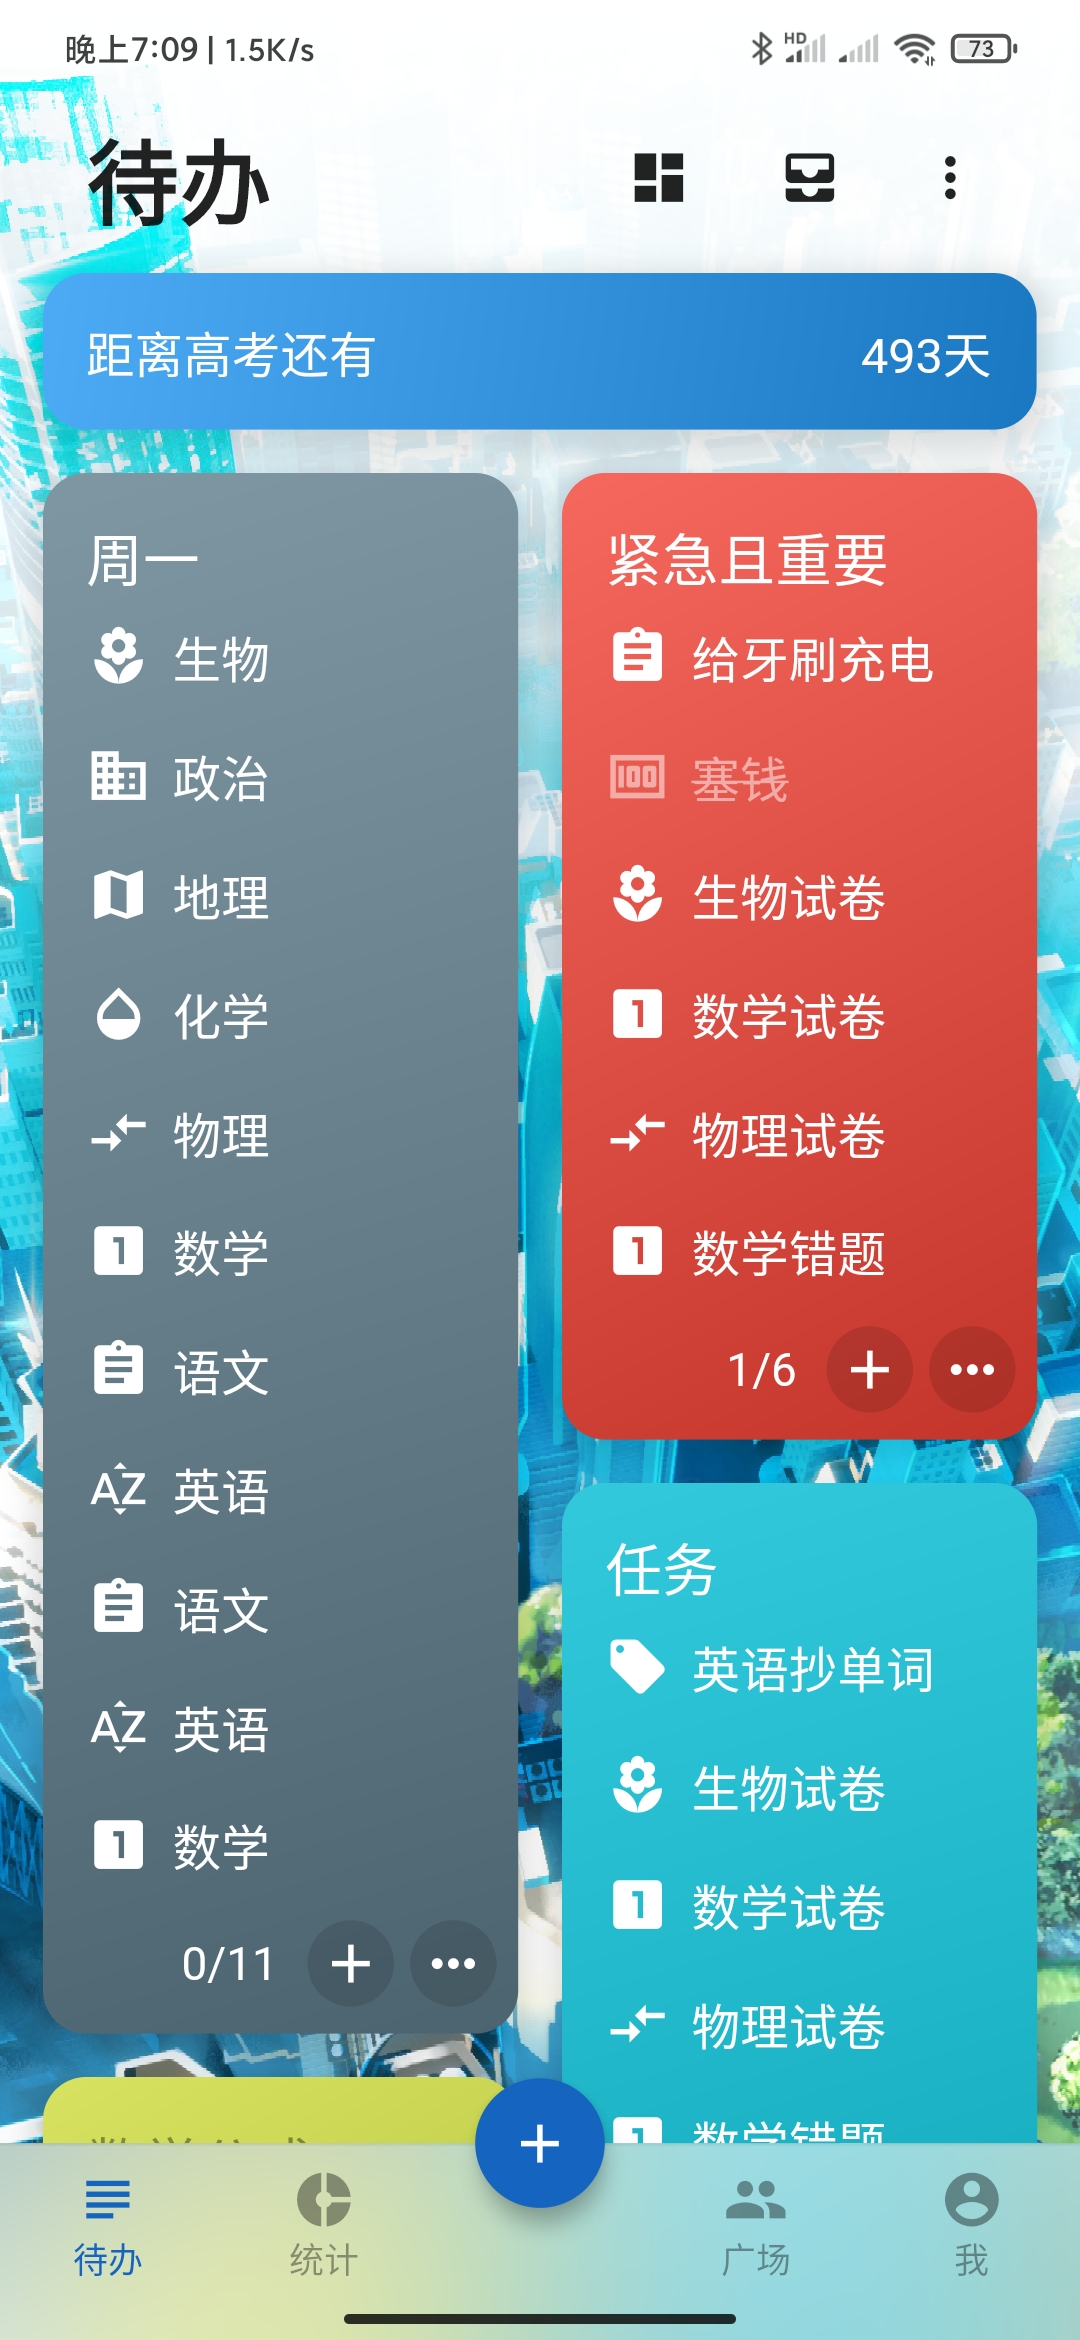 晚上7:09 | 1.5K/s
HD
73
待办
距离高考还有
493天
周一
生物
政治
地理
化学
物理
1 数学
语文
AZ 英语
语文
AZ 英语
1 数学
0/11
紧急且重要
给牙刷充电
100 塞钱
生物试卷
1 数学试卷
物理试卷
1 数学错题
1/6
任务
英语抄单词
生物试卷
1 数学试卷
物理试卷
1 数学错题
待办
统计
广场
我